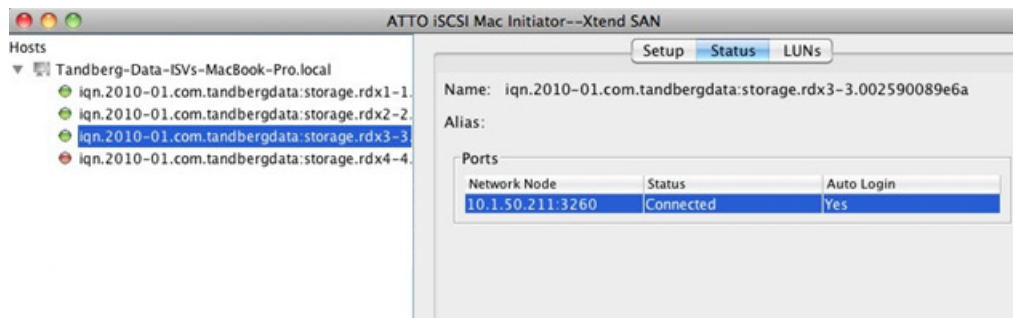 ATTO iSCSI Mac Initiator--Xtend SAN
Hosts
Tandberg-Data-ISVs-MacBook-Pro.local
iqn.2010-01.com.tandbergdata:storage.rdx1-1.
iqn.2010-01.com.tandbergdata:storage.rdx2-2.
iqn.2010-01.com.tandbergdata:storage.rdx3-3.
iqn.2010-01.com.tandbergdata:storage.rdx4-4.
Setup Status LUNs
Name: iqn.2010-01.com.tandbergdata:storage.rdx3-3.002590089e6a
Alias:
Ports
Network Node Status Auto Login
10.1.50.211:3260 Connected Yes